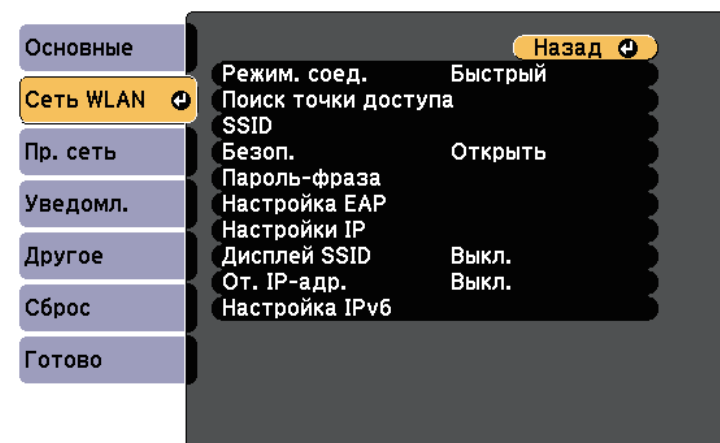 Основные
Сеть WLAN
Пр. сеть
Уведомл.
Другое
Сброс
Готово
Назад
Режим. соед. Быстрый
Поиск точки доступа
SSID
Безоп. Открыть
Пароль-фраза
Настройка EAP
Настройки IP
Дисплей SSID Выкл.
От. IP-адр. Выкл.
Настройка IPv6